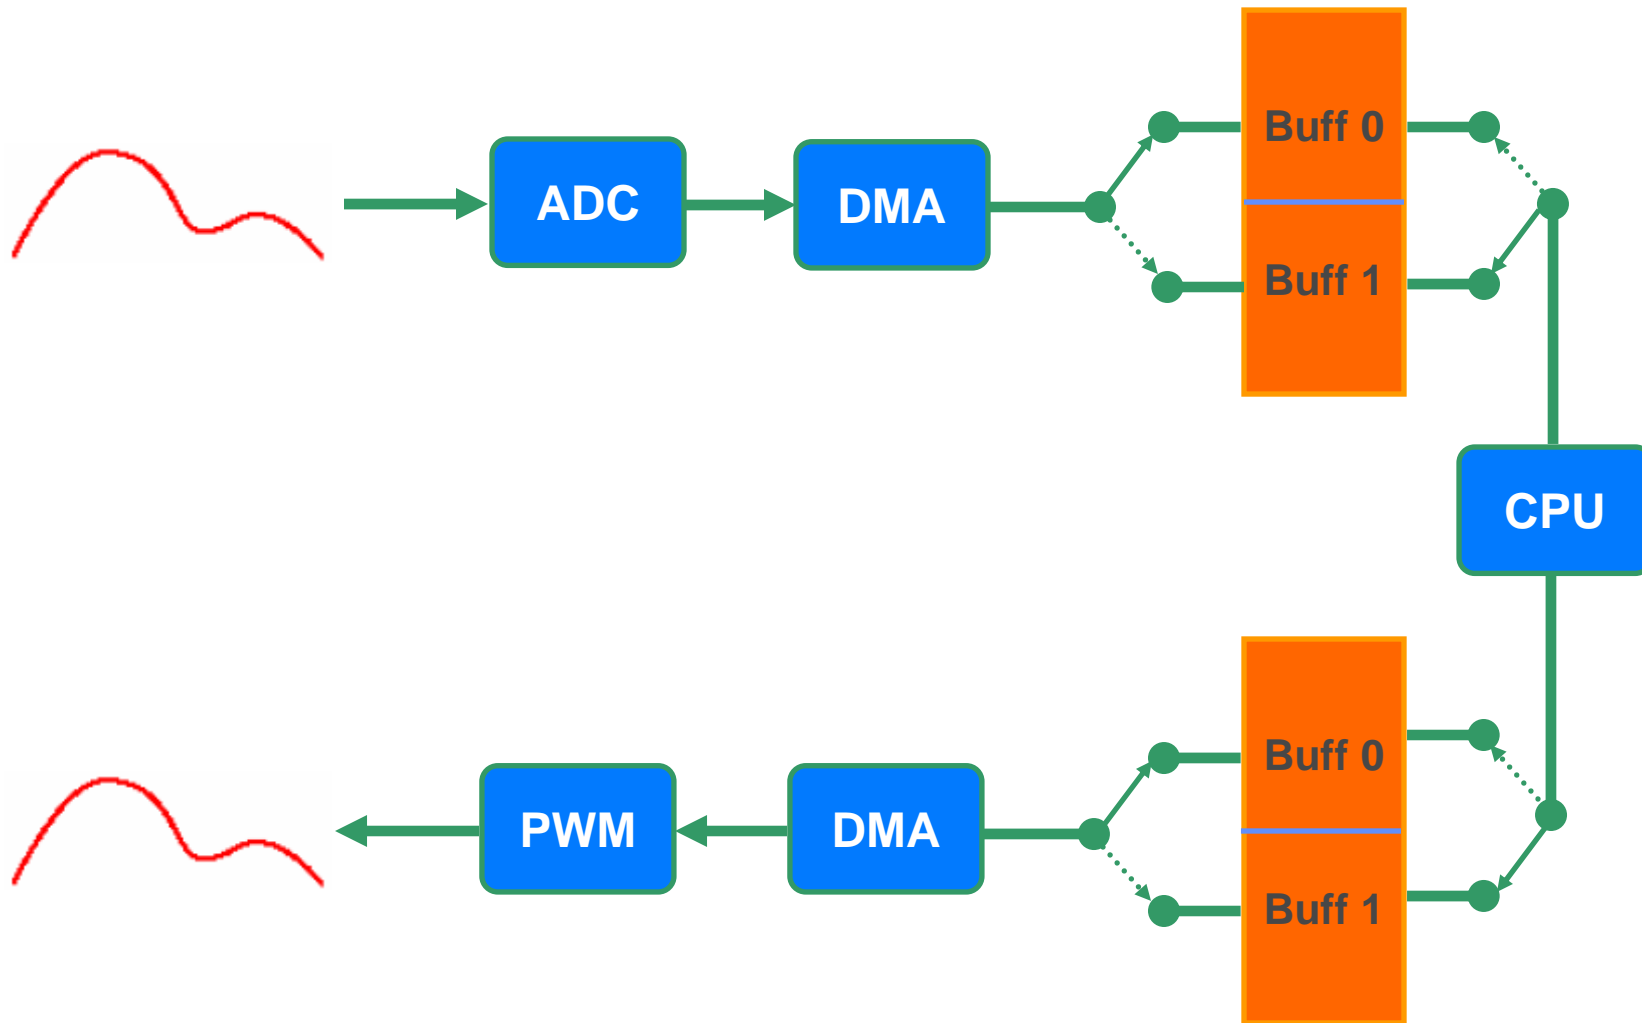 ADC
DMA
Buff 0
Buff 1
CPU
PWM
DMA
Buff 0
Buff 1